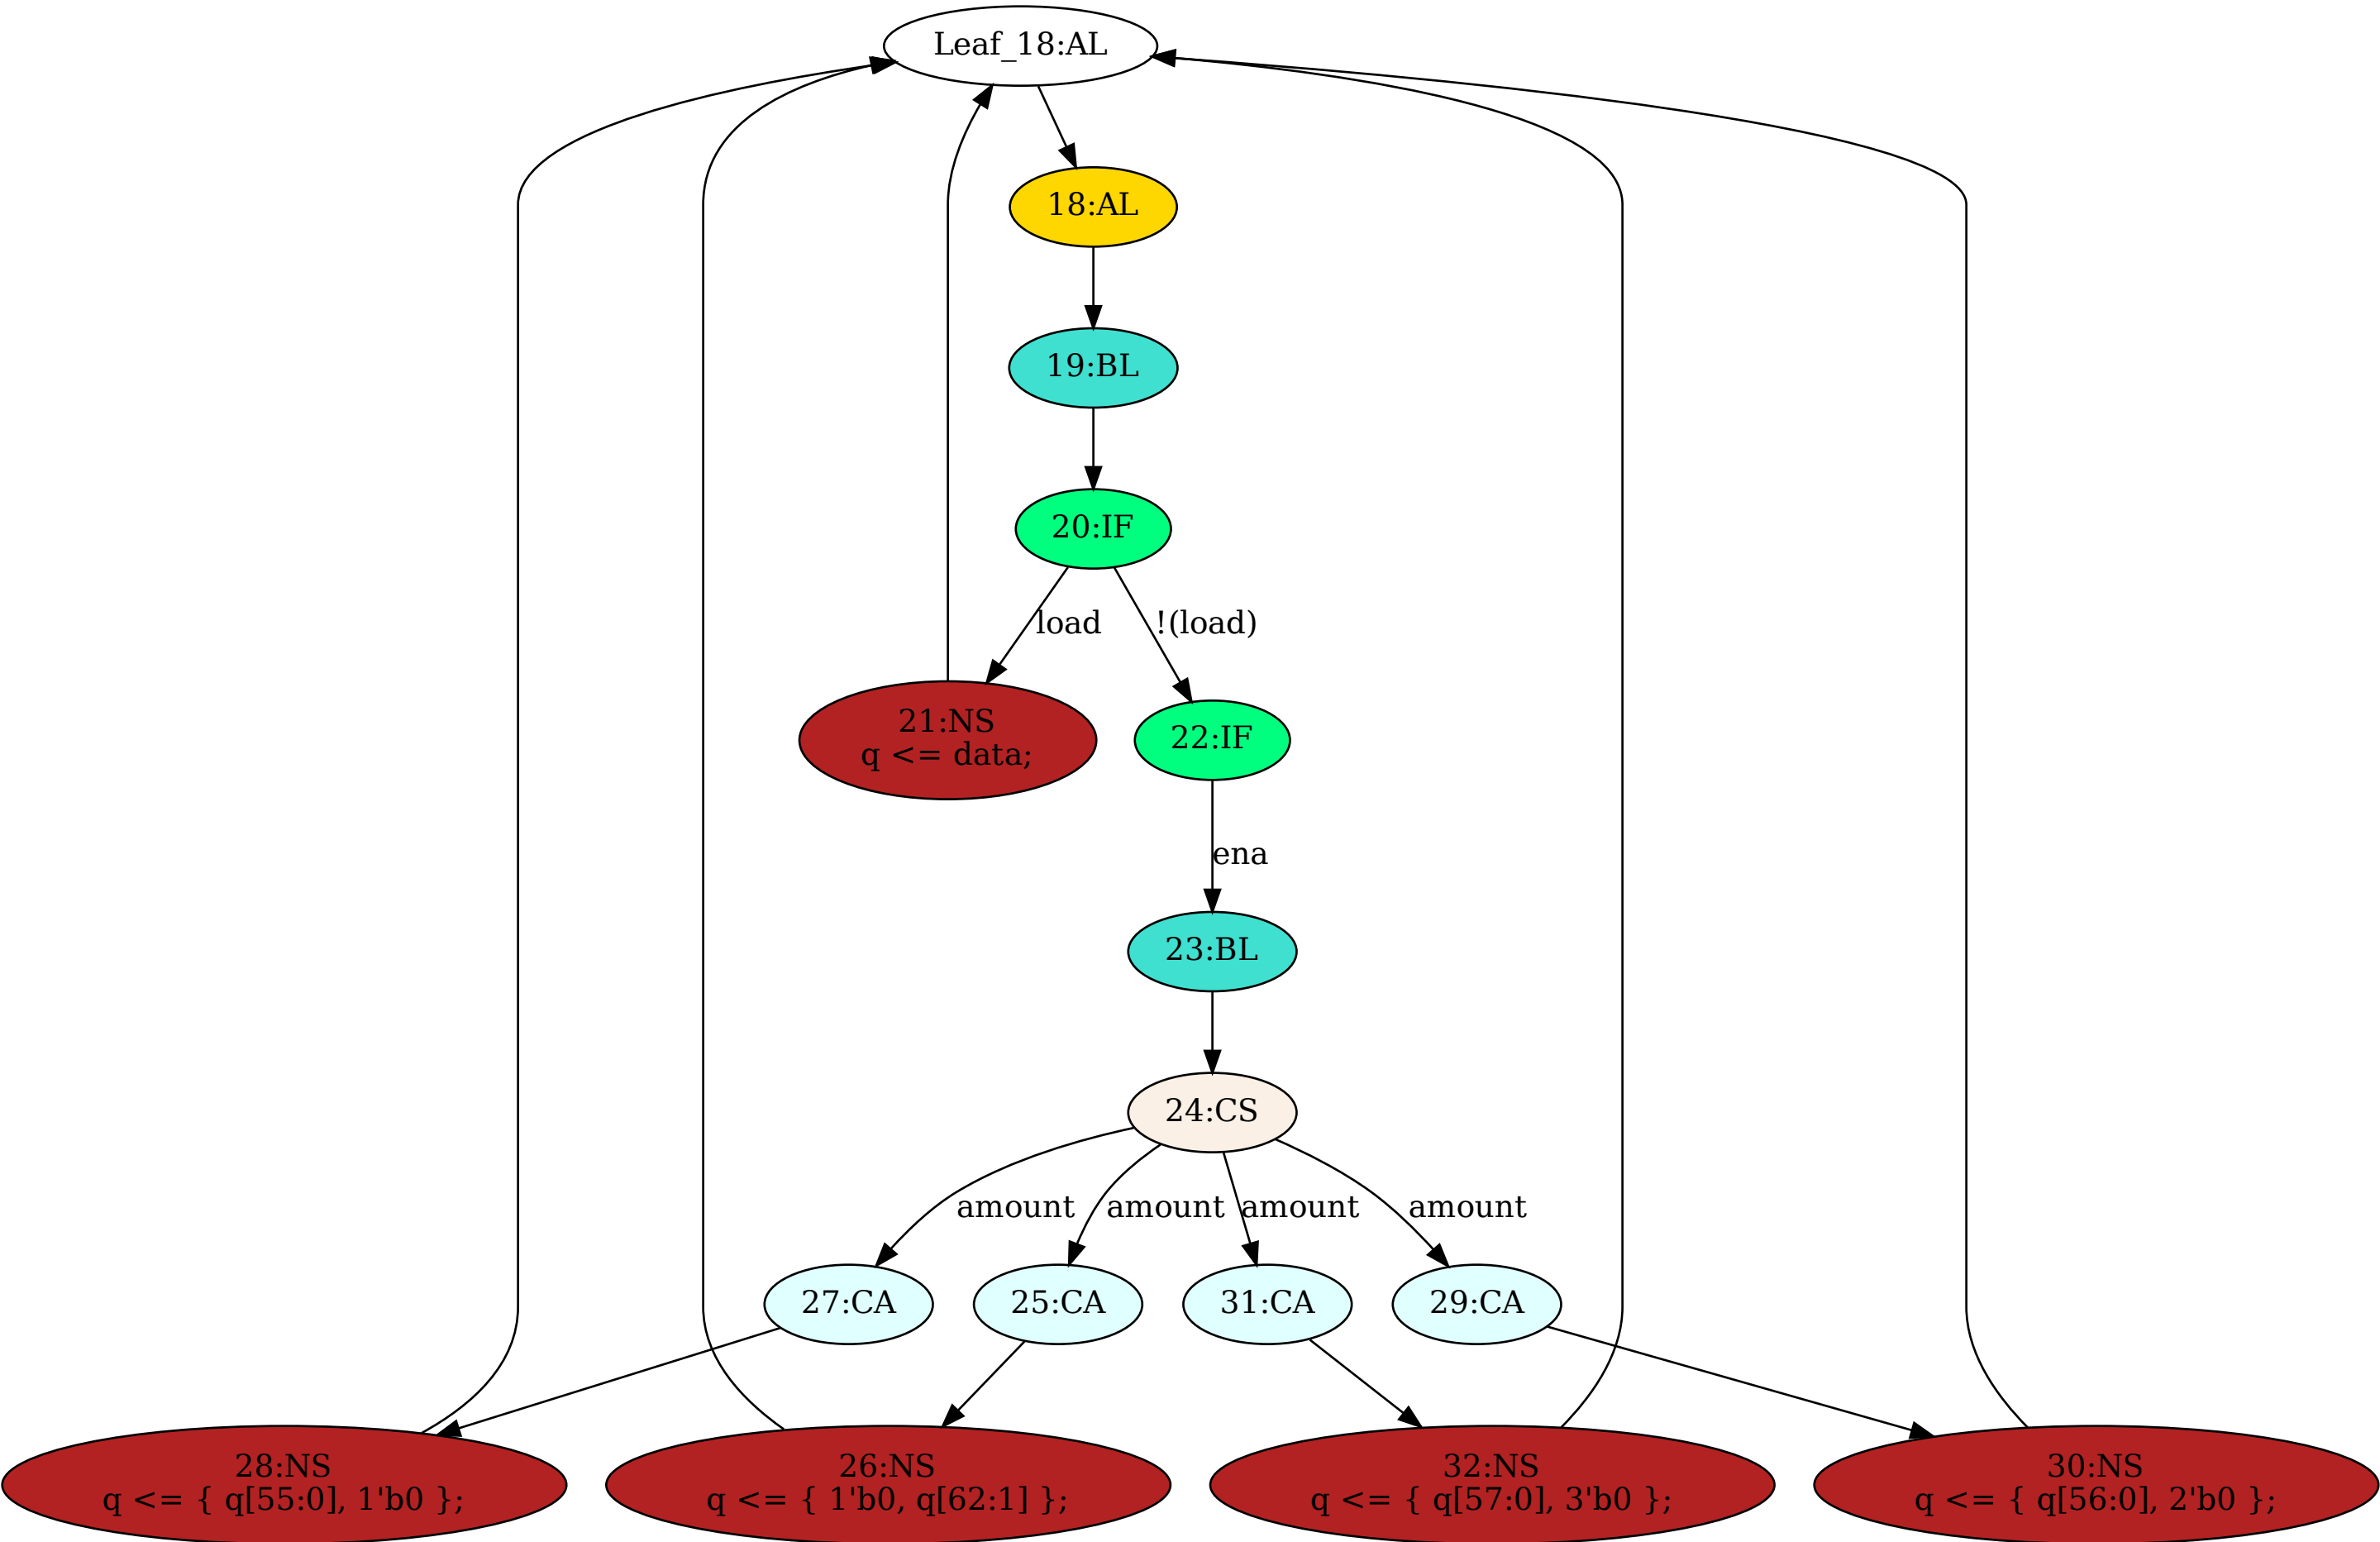 Leaf_18:AL
18:AL
19:BL
20:IF
load
!(load)
21:NS
q <= data;
22:IF
ena
23:BL
24:CS
amount
amount
amount
amount
27:CA
25:CA
31:CA
29:CA
28:NS
q <= { q[55:0], 1'b0 };
26:NS
q <= { 1'b0, q[62:1] };
32:NS
q <= { q[57:0], 3'b0 };
30:NS
q <= { q[56:0], 2'b0 };